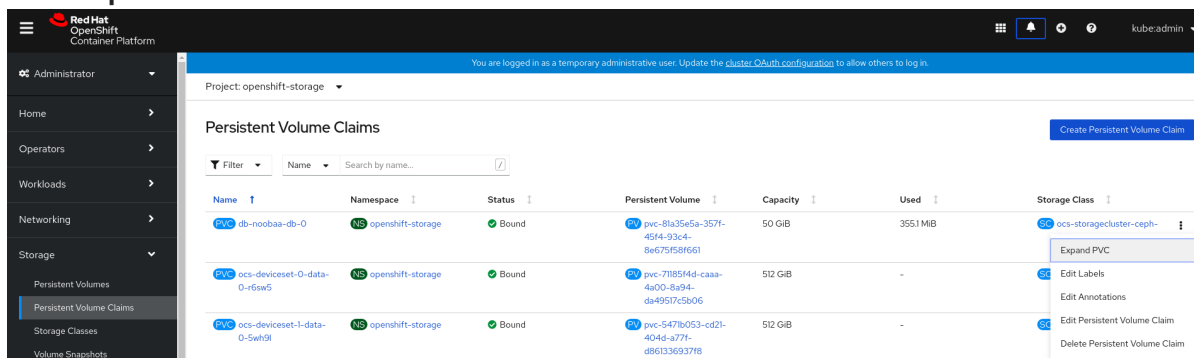 Red Hat
OpenShift
Container Platform
kube:admin
Administrator
You are logged in as a temporary administrative user. Update the cluster OAuth configuration to allow others to log in.
Project: openshift-storage
Home
Operators
Workloads
Networking
Storage
Persistent Volumes
Persistent Volume Claims
Storage Classes
Volume Snapshots
Persistent Volume Claims
Create Persistent Volume Claim
Filter Name Search by name... /
Name Namespace Status Persistent Volume Capacity Used Storage Class
PVC db-noobaa-db-0 NS openshift-storage Bound PV pvc-81a35e5a-357f- 50 GiB 355.1 MiB SC ocs-storagecluster-ceph-
45f4-93c4-
8e675f58f661
PVC ocs-deviceset-0-data- NS openshift-storage Bound PV pvc-71185f4d-caaa- 512 GiB - SC
0-r6sw5 4a00-8a94-
da49517c5b06
PVC ocs-deviceset-1-data- NS openshift-storage Bound PV pvc-5471b053-cd21- 512 GiB - SC
0-5wh9l 404d-a77f-
d861336937f8
Expand PVC
Edit Labels
Edit Annotations
Edit Persistent Volume Claim
Delete Persistent Volume Claim